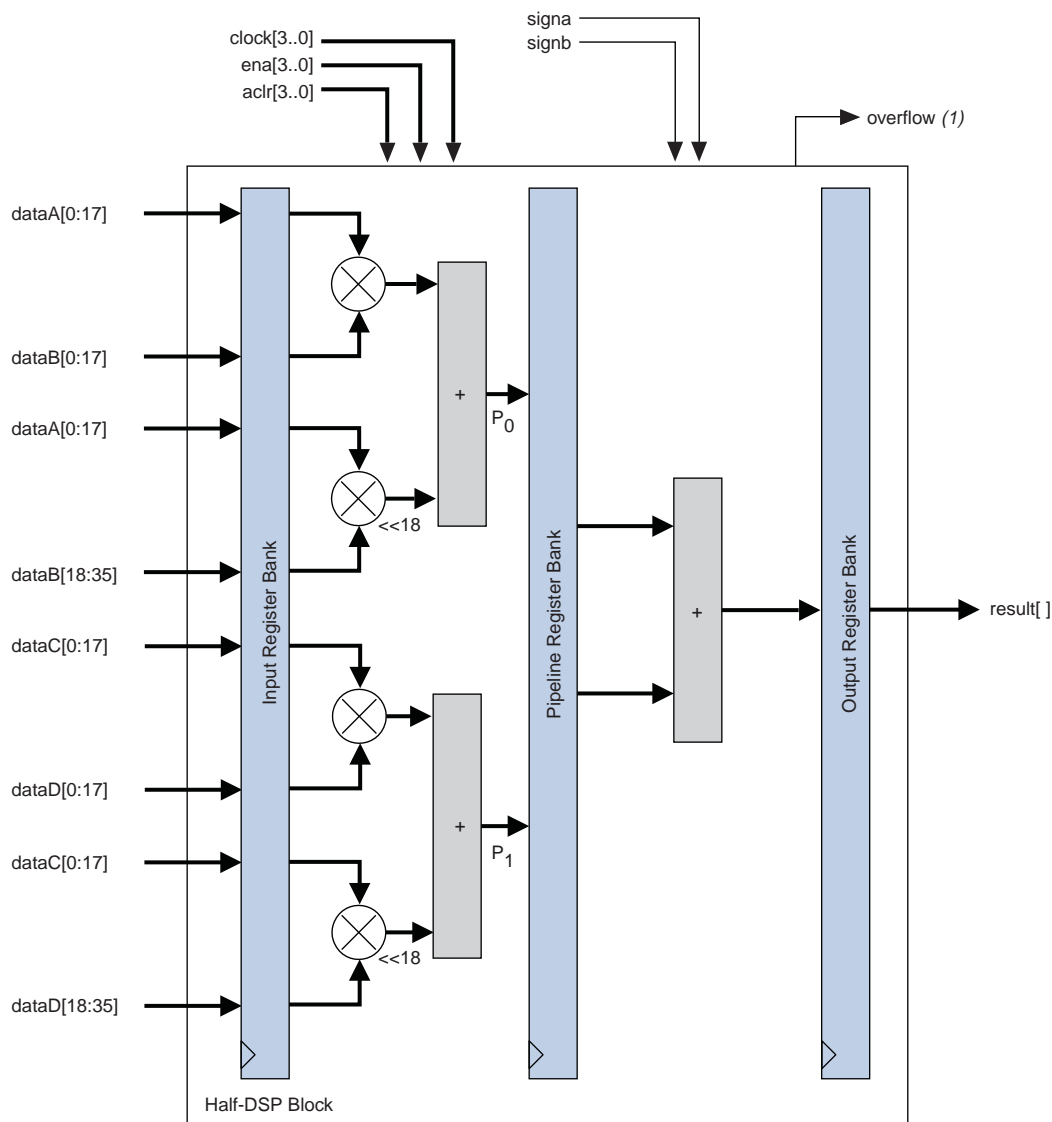 signa
signb
clock[3..0]
ena[3..0]
aclr[3..0]
overflow (1)
dataA[0:17]
dataB[0:17]
dataA[0:17]
dataB[18:35]
dataC[0:17]
dataD[0:17]
dataC[0:17]
dataD[18:35]
Input Register Bank
<<18
<<18
+
P0
+
P1
Pipeline Register Bank
+
Output Register Bank
result[ ]
Half-DSP Block